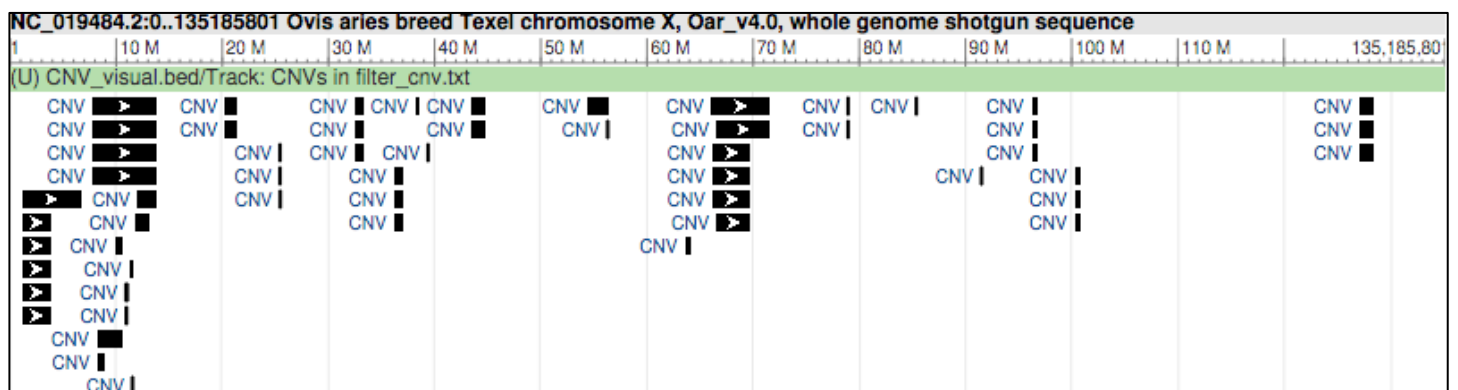 NC_019484.2:0..135185801 Ovis aries breed Texel chromosome X, Oar_v4.0, whole genome shotgun sequence
1 10 M 20 M 30 M 40 M 50 M 60 M 70 M 80 M 90 M 100 M 110 M 135,185,80
(U) CNV_visual.bed/Track: CNVs in filter_cnv.txt
CNV CNV CNV CNV CNV CNV CNV CNV CNV CNV CNV
CNV CNV CNV CNV CNV CNV CNV CNV CNV
CNV CNV CNV CNV CNV CNV CNV
CNV CNV CNV CNV CNV CNV
CNV CNV CNV CNV CNV
CNV CNV CNV CNV
CNV CNV
CNV
CNV
CNV
CNV
CNV
CNV